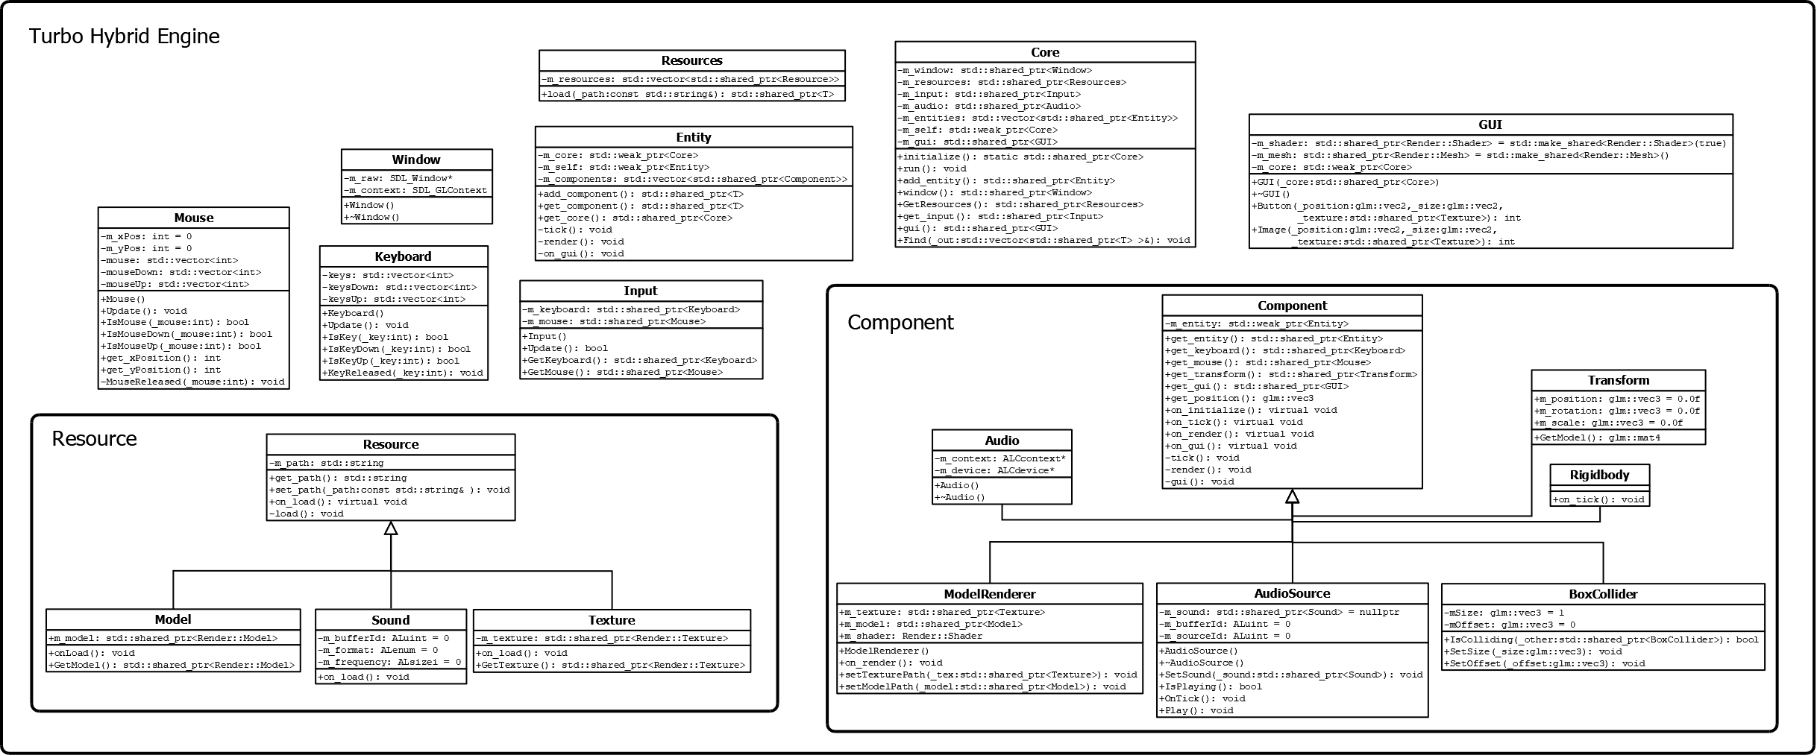 Turbo Hybrid Engine
Resources
-m_resources: std::vector<std::shared_ptr<Resource>>
+load(_path:const std::string&): std::shared_ptr<T>
Core
-m_window: std::shared_ptr<Window>
-m_resources: std::shared_ptr<Resources>
-m_input: std::shared_ptr<Input>
-m_audio: std::shared_ptr<Audio>
-m_entities: std::vector<std::shared_ptr<Entity>>
-m_self: std::weak_ptr<Core>
-m_gui: std::shared_ptr<GUI>
+initialize(): static std::shared_ptr<Core>
+run(): void
+add_entity(): std::shared_ptr<Entity>
+window(): std::shared_ptr<Window>
+GetResources(): std::shared_ptr<Resources>
+get_input(): std::shared_ptr<Input>
+gui(): std::shared_ptr<GUI>
+Find(_out:std::vector<std::shared_ptr<T> >&): void
GUI
-m_shader: std::shared_ptr<Render::Shader> = std::make_shared<Render::Shader>(true)
-m_mesh: std::shared_ptr<Render::Mesh> = std::make_shared<Render::Mesh>()
-m_core: std::weak_ptr<Core>
+GUI(_core:std::shared_ptr<Core>)
+~GUI()
+Button(_position:glm::vec2,_size:glm::vec2,
_texture:std::shared_ptr<Texture>): int
+Image(_position:glm::vec2,_size:glm::vec2,
_texture:std::shared_ptr<Texture>): int
Entity
-m_core: std::weak_ptr<Core>
-m_self: std::weak_ptr<Entity>
-m_components: std::vector<std::shared_ptr<Component>>
+add_component(): std::shared_ptr<T>
+get_component(): std::shared_ptr<T>
+get_core(): std::shared_ptr<Core>
-tick(): void
-render(): void
-on_gui(): void
Window
-m_raw: SDL_Window*
-m_context: SDL_GLContext
+Window()
+~Window()
Mouse
-m_xPos: int = 0
-m_yPos: int = 0
-mouse: std::vector<int>
-mouseDown: std::vector<int>
-mouseUp: std::vector<int>
+Mouse()
+Update(): void
+IsMouse(_mouse:int): bool
+IsMouseDown(_mouse:int): bool
+IsMouseUp(_mouse:int): bool
+get_xPosition(): int
+get_yPosition(): int
-MouseReleased(_mouse:int): void
Keyboard
-keys: std::vector<int>
-keysDown: std::vector<int>
-keysUp: std::vector<int>
+Keyboard()
+Update(): void
+IsKey(_key:int): bool
+IsKeyDown(_key:int): bool
+IsKeyUp(_key:int): bool
+KeyReleased(_key:int): void
Input
-m_keyboard: std::shared_ptr<Keyboard>
-m_mouse: std::shared_ptr<Mouse>
+Input()
+Update(): bool
+GetKeyboard(): std::shared_ptr<Keyboard>
+GetMouse(): std::shared_ptr<Mouse>
Resource
Resource
-m_path: std::string
+get_path(): std::string
+set_path(_path:const std::string& ): void
+on_load(): virtual void
-load(): void
Model
+m_model: std::shared_ptr<Render::Model>
+onLoad(): void
+GetModel(): std::shared_ptr<Render::Model>
Sound
-m_bufferId: ALuint = 0
-m_format: ALenum = 0
-m_frequency: ALsizei = 0
+on_load(): void
Texture
-m_texture: std::shared_ptr<Render::Texture>
+on_load(): void
+GetTexture(): std::shared_ptr<Render::Texture>
Component
Component
-m_entity: std::weak_ptr<Entity>
+get_entity(): std::shared_ptr<Entity>
+get_keyboard(): std::shared_ptr<Keyboard>
+get_mouse(): std::shared_ptr<Mouse>
+get_transform(): std::shared_ptr<Transform>
+get_gui(): std::shared_ptr<GUI>
+get_position(): glm::vec3
+on_initialize(): virtual void
+on_tick(): virtual void
+on_render(): virtual void
+on_gui(): virtual void
-tick(): void
-render(): void
-gui(): void
Audio
-m_context: ALCcontext*
-m_device: ALCdevice*
+Audio()
+~Audio()
Transform
+m_position: glm::vec3 = 0.0f
+m_rotation: glm::vec3 = 0.0f
+m_scale: glm::vec3 = 0.0f
+GetModel(): glm::mat4
Rigidbody
+on_tick(): void
ModelRenderer
+m_texture: std::shared_ptr<Texture>
+m_model: std::shared_ptr<Model>
+m_shader: Render::Shader
+ModelRenderer()
+on_render(): void
+setTexturePath(_tex:std::shared_ptr<Texture>): void
+setModelPath(_model:std::shared_ptr<Model>): void
AudioSource
-m_sound: std::shared_ptr<Sound> = nullptr
-m_bufferId: ALuint = 0
-m_sourceId: ALuint = 0
+AudioSource()
+~AudioSource()
+SetSound(_sound:std::shared_ptr<Sound>): void
+IsPlaying(): bool
+OnTick(): void
+Play(): void
BoxCollider
-mSize: glm::vec3 = 1
-mOffset: glm::vec3 = 0
+IsColliding(_other:std::shared_ptr<BoxCollider>): bool
+SetSize(_size:glm::vec3): void
+SetOffset(_offset:glm::vec3): void